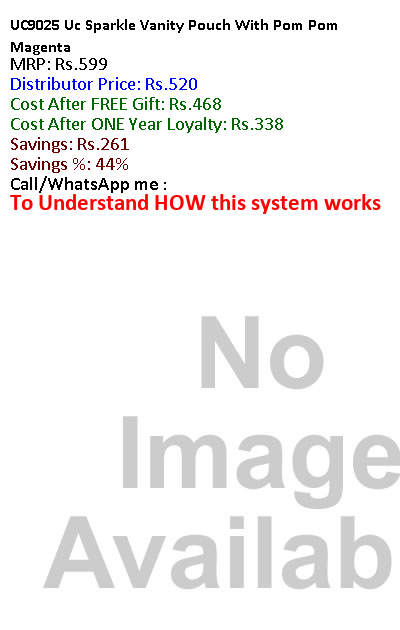 UC9025 Uc Sparkle Vanity Pouch With Pom Pom
Magenta
MRP: Rs.599
Distributor Price: Rs.520
Cost After FREE Gift: Rs.468
Cost After ONE Year Loyalty: Rs.338
Savings: Rs.261
Savings %: 44%
Call/WhatsApp me :
To Understand HOW this system works
No
Image
Availab